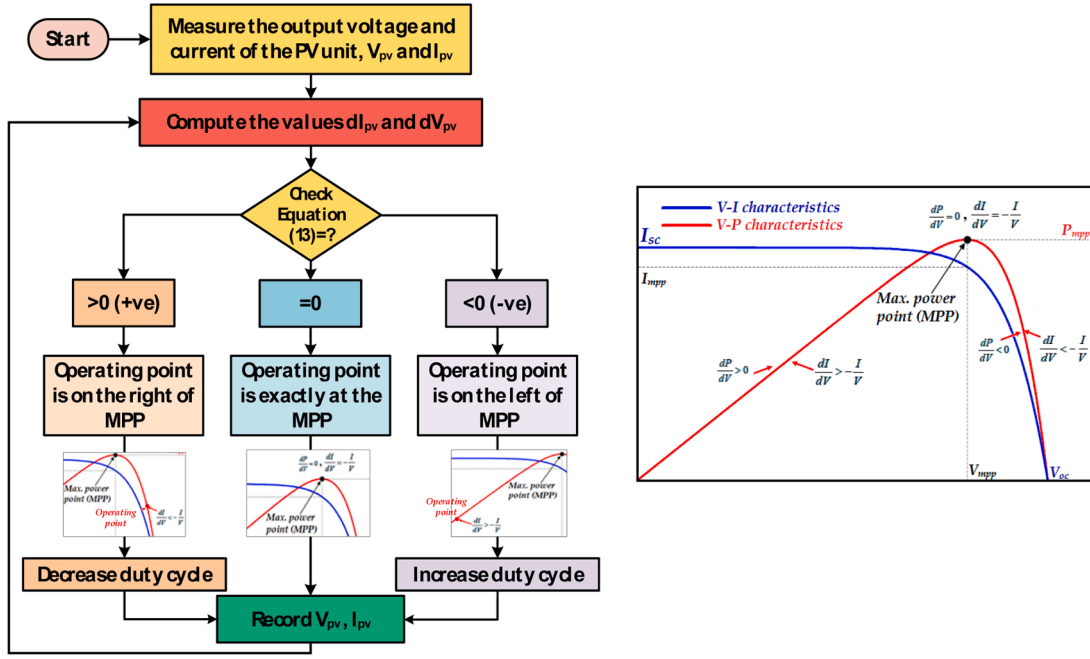 Start
Measure the output voltage and
current of the PV unit, Vpv and Ipv
Compute the values dIpv and dVpv
Check
Equation
(13)=?
>0 (+ve)
=0
<0 (-ve)
Operating point
is on the right of
MPP
Operating point
is exactly at the
MPP
Operating point
is on the left of
MPP
Max. power
point (MPP)
Operating
point
dI/dV < - I/V
dP/dV = 0 , dI/dV = - I/V
Max. power
point (MPP)
Max. power
point (MPP)
Operating
point
dI/dV > - I/V
Decrease duty cycle
Increase duty cycle
Record Vpv, Ipv
V-I characteristics
V-P characteristics
dP/dV = 0 , dI/dV = - I/V
Pmpp
Isc
Impp
Max. power
point (MPP)
dP/dV > 0
dI/dV > - I/V
dP/dV < 0
dI/dV < - I/V
Vmpp
Voc